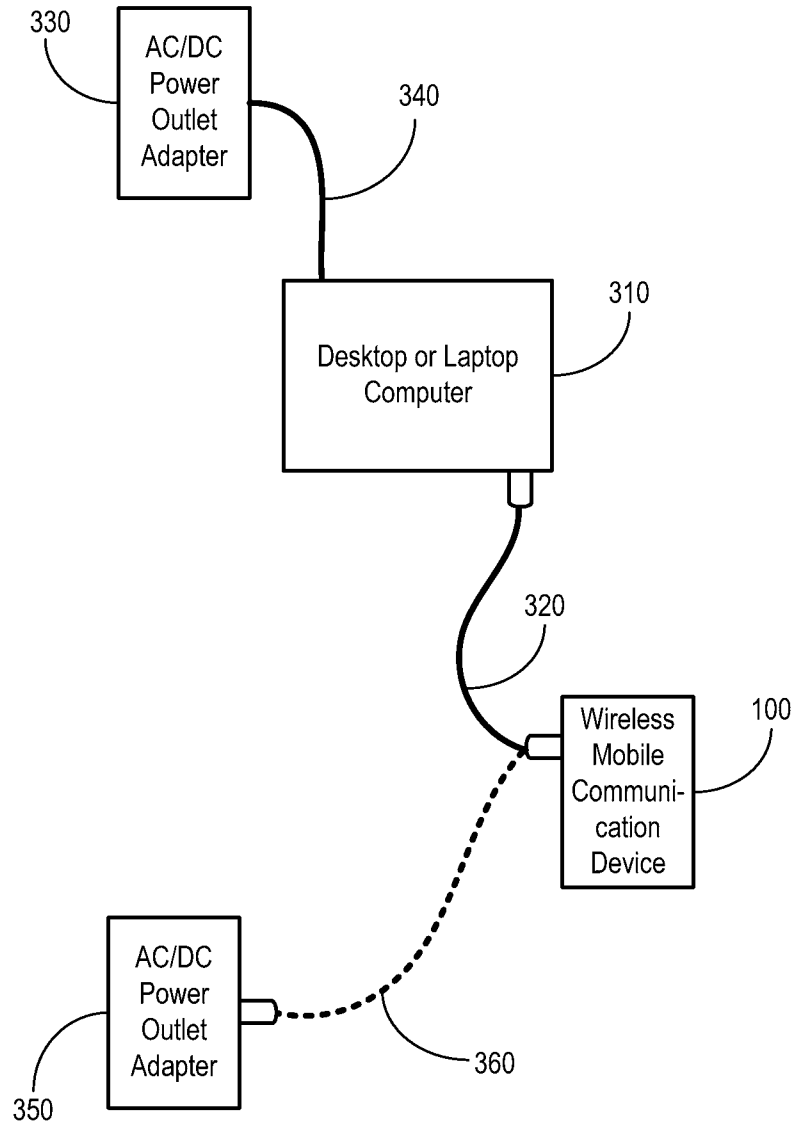 330
AC/DC
Power
Outlet
Adapter
340
310
Desktop or Laptop
Computer
320
100
Wireless
Mobile
Communi-
cation
Device
AC/DC
Power
Outlet
Adapter
360
350